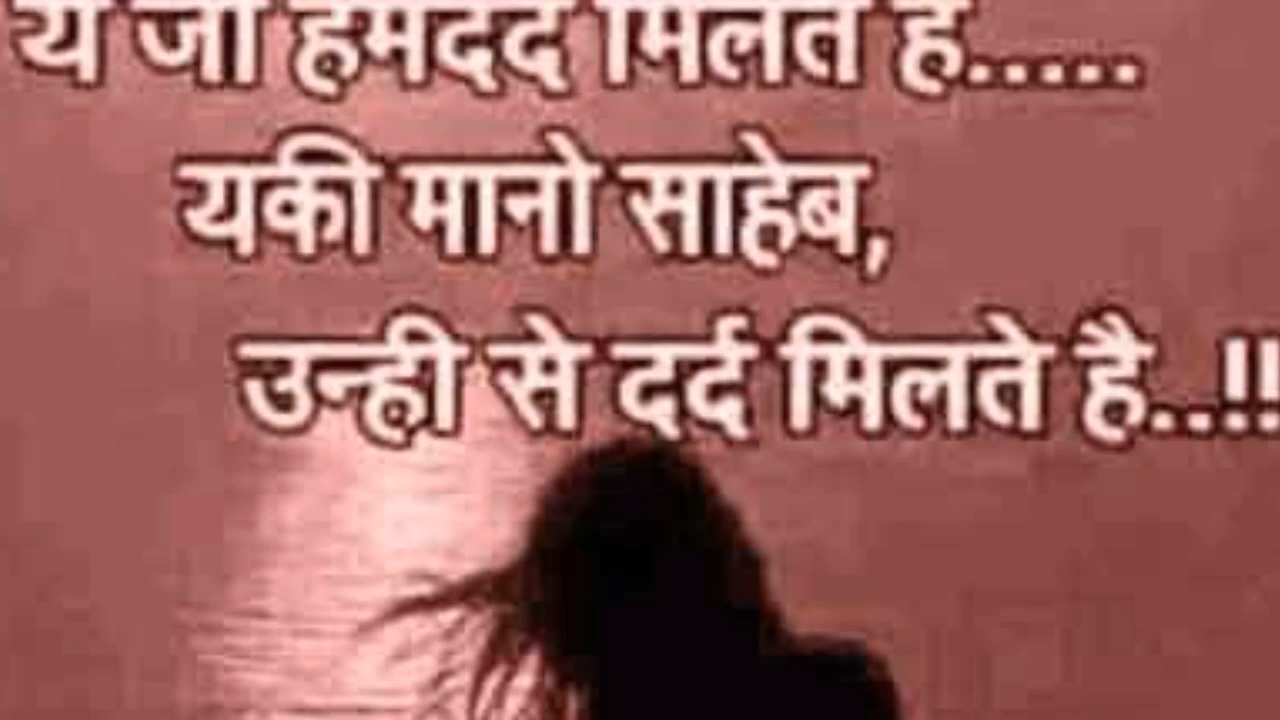 ये जो हमदर्द मिलते है.....
यकी मानो साहेब,
उन्ही से दर्द मिलते है..!!